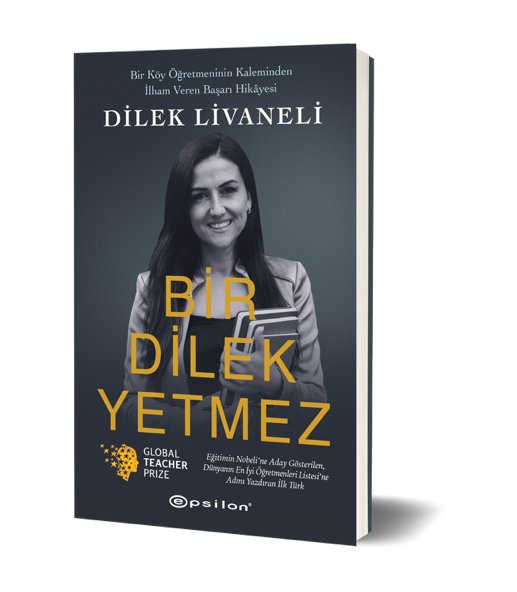 Bir Köy Öğretmeninin Kaleminden
İlham Veren Başarı Hikâyesi
DİLEK LİVANELİ
BİR
DİLEK
YETMEZ
GLOBAL
TEACHER
PRIZE
Eğitimin Nobeli'ne Aday Gösterilen,
Dünyanın En İyi Öğretmenleri Listesi'ne
Adını Yazdıran İlk Türk
epsilon®